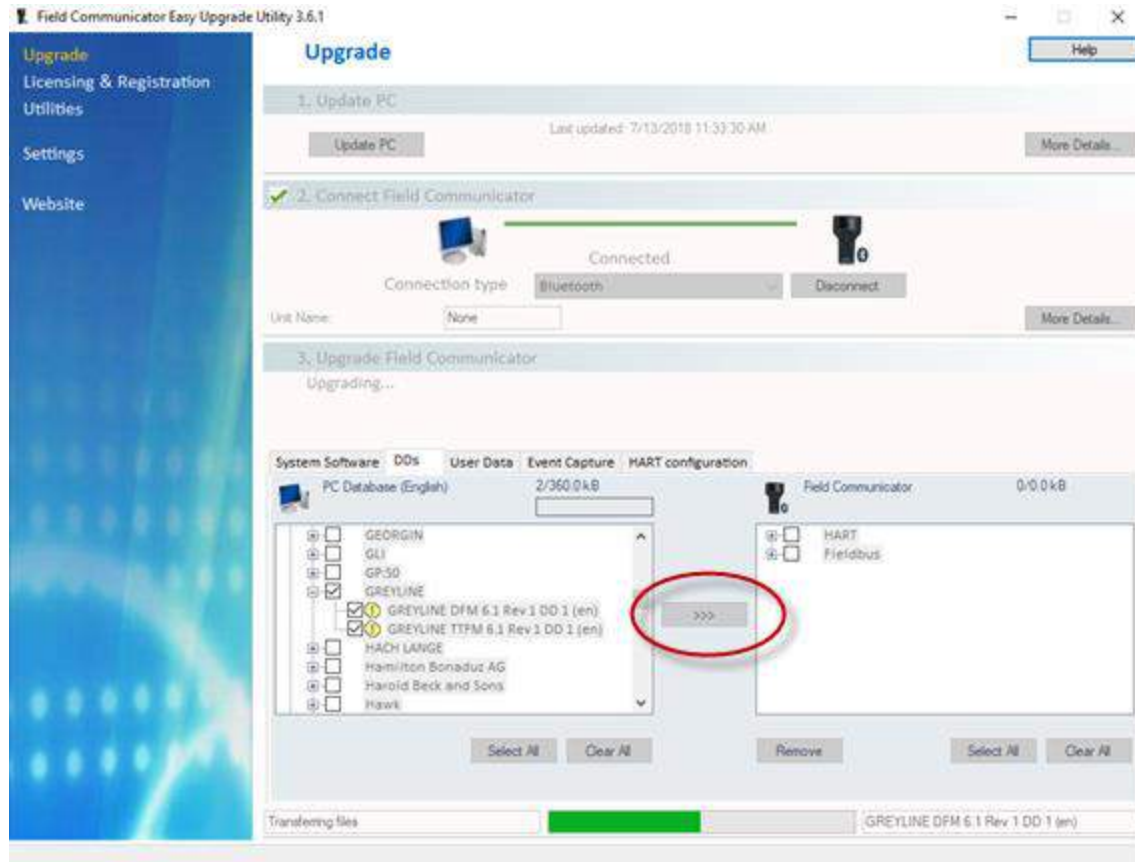 Field Communicator Easy Upgrade Utility 3.6.1
Upgrade
Licensing & Registration
Utilities
Settings
Website
Upgrade
Help
1. Update PC
Update PC
Last updated: 7/13/2018 11:33:30 AM
More Details...
2. Connect Field Communicator
Connected
Connection type
Bluetooth
Disconnect
Unit Name:
None
More Details...
3. Upgrade Field Communicator
Upgrading...
System Software
DDs
User Data
Event Capture
HART configuration
PC Database (English)
2/360.0 kB
Field Communicator
0/0.0 kB
GEORGIN
GLI
GP:50
GREYLINE
GREYLINE DFM 6.1 Rev 1 DD 1 (en)
GREYLINE TTFM 6.1 Rev 1 DD 1 (en)
HACH LANGE
Hamilton Bonaduz AG
Harold Beck and Sons
Hawk
>>>
HART
Fieldbus
Select All
Clear All
Remove
Select All
Clear All
Transferring files
GREYLINE DFM 6.1 Rev 1 DD 1 (en)